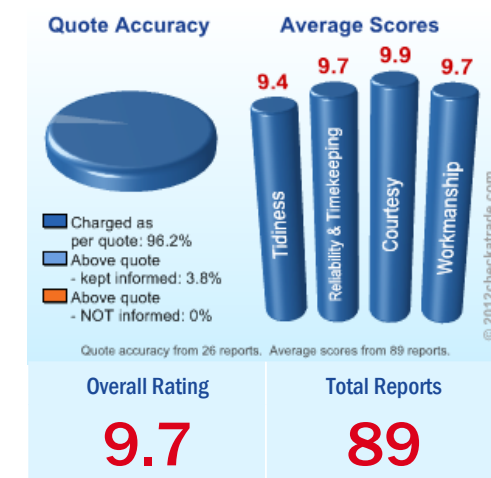 Quote Accuracy
Average Scores
9.4
9.7
9.9
9.7
Tidiness
Reliability & Timekeeping
Courtesy
Workmanship
Charged as
per quote: 96.2%
Above quote
- kept informed: 3.8%
Above quote
- NOT informed: 0%
© 2012checkatrade.com
Quote accuracy from 26 reports. Average scores from 89 reports.
Overall Rating
Total Reports
9.7
89